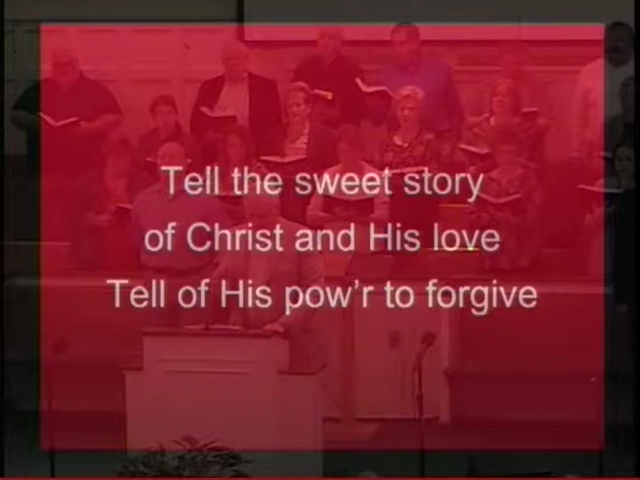 Tell the sweet story
of Christ and His love
Tell of His pow'r to forgive